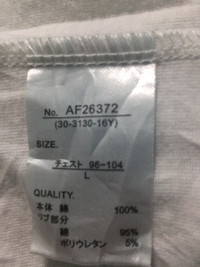 No. AF26372
(30-3130-16Y)
SIZE.
チェスト 96-104
L
QUALITY.
本体 綿 100%
リブ部分
綿 95%
ポリウレタン 5%